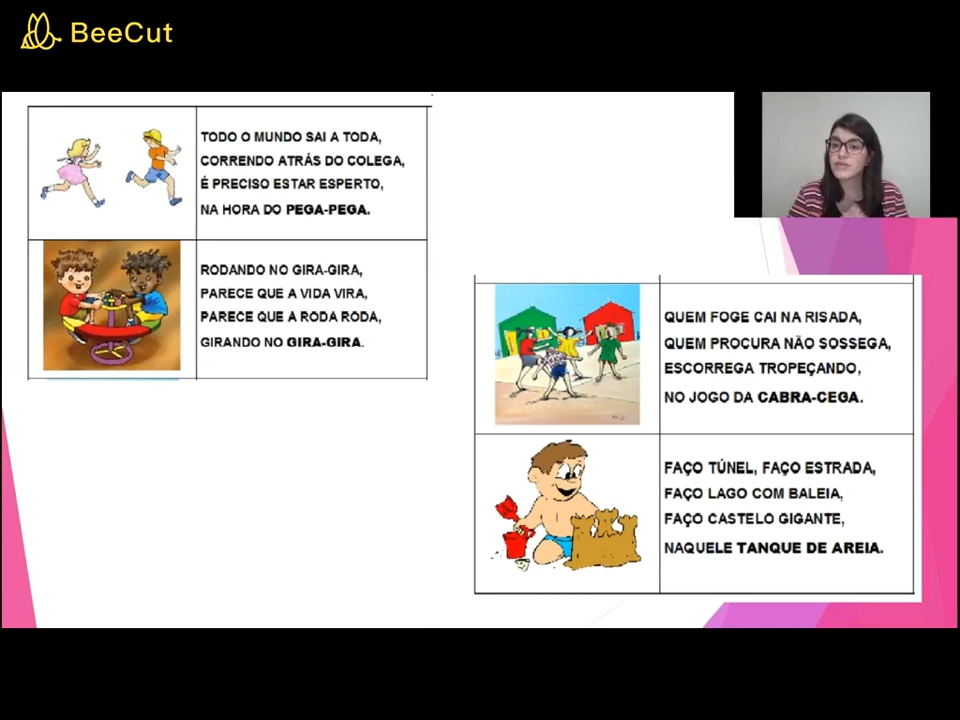 BeeCut
TODO O MUNDO SAI A TODA,
CORRENDO ATRÁS DO COLEGA,
É PRECISO ESTAR ESPERTO,
NA HORA DO PEGA-PEGA.
RODANDO NO GIRA-GIRA,
PARECE QUE A VIDA VIRA,
PARECE QUE A RODA RODA,
GIRANDO NO GIRA-GIRA.
QUEM FOGE CAI NA RISADA,
QUEM PROCURA NÃO SOSSEGA,
ESCORREGA TROPEÇANDO,
NO JOGO DA CABRA-CEGA.
FAÇO TÚNEL, FAÇO ESTRADA,
FAÇO LAGO COM BALEIA,
FAÇO CASTELO GIGANTE,
NAQUELE TANQUE DE AREIA.